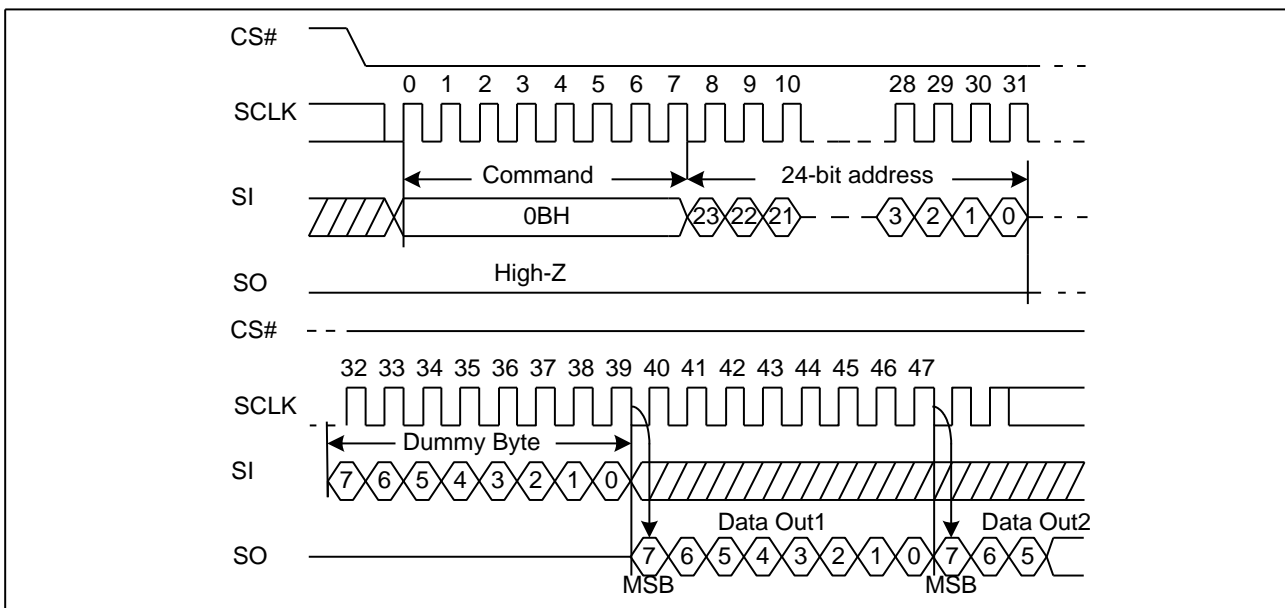 CS#
0 1 2 3 4 5 6 7 8 9 10 28 29 30 31
SCLK
Command 24-bit address
SI
0BH 23 22 21 3 2 1 0
High-Z
SO
CS#
32 33 34 35 36 37 38 39 40 41 42 43 44 45 46 47
SCLK
Dummy Byte
SI
7 6 5 4 3 2 1 0
Data Out1 Data Out2
SO
7 6 5 4 3 2 1 0 7 6 5
MSB MSB